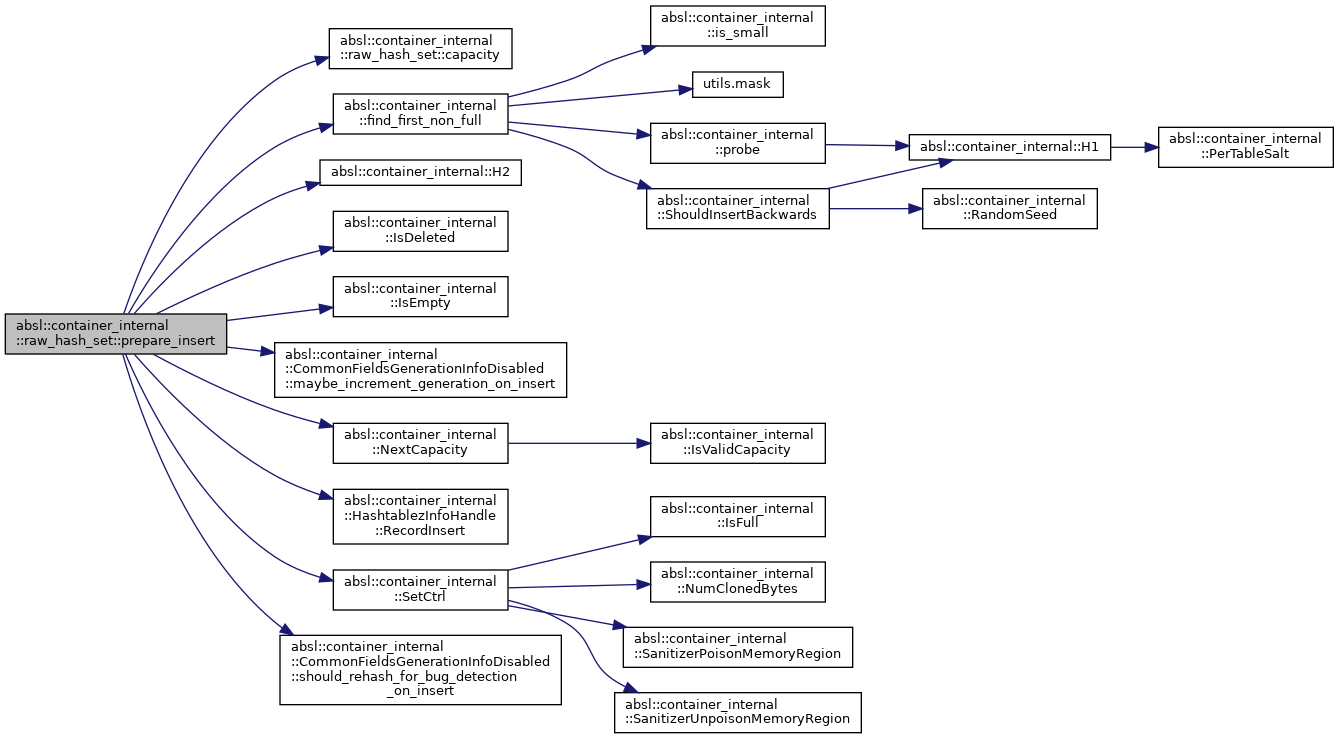 absl::container_internal
::raw_hash_set::prepare_insert
absl::container_internal
::raw_hash_set::capacity
absl::container_internal
::find_first_non_full
absl::container_internal::H2
absl::container_internal
::IsDeleted
absl::container_internal
::IsEmpty
absl::container_internal
::CommonFieldsGenerationInfoDisabled
::maybe_increment_generation_on_insert
absl::container_internal
::NextCapacity
absl::container_internal
::HashtablezInfoHandle
::RecordInsert
absl::container_internal
::SetCtrl
absl::container_internal
::CommonFieldsGenerationInfoDisabled
::should_rehash_for_bug_detection
_on_insert
absl::container_internal
::is_small
utils.mask
absl::container_internal
::probe
absl::container_internal
::ShouldInsertBackwards
absl::container_internal::H1
absl::container_internal
::PerTableSalt
absl::container_internal
::RandomSeed
absl::container_internal
::IsValidCapacity
absl::container_internal
::IsFull
absl::container_internal
::NumClonedBytes
absl::container_internal
::SanitizerPoisonMemoryRegion
absl::container_internal
::SanitizerUnpoisonMemoryRegion